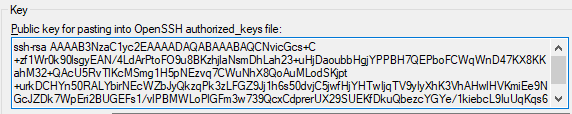 Key
Public key for pasting into OpenSSH authorized_keys file:
ssh-rsa AAAAB3NzaC1yc2EAAAADAQABAAABAQCNvicGcs+C
+zf1Wr0k90lsgyEAN/4LdArPtoFO9u8BKzhjlaNsmDhLah23+uHjDaoubbHgjYPPBH7QEPboFCWqWnD47KX8KK
ahM32+QAcU5RvTlKcMSmg1H5pNEzvq7CWuNhX8QoAuMLodSKjpt
+urkDCHYn50RALYbirNEcWZbJyQkzqPk3zLFGZ9Jj1h6s50dvjC5jwfHjYHTwIjqTV9ylyXhK3VhAHwIHVKmiEe9N
GcJZDk7WpEri2BUGEFs1/vlPBMWLoPlGFm3w739QcxCdprerUX29SUEKfDkuQbezcYGYe/1kiebcL9luUqKqs6